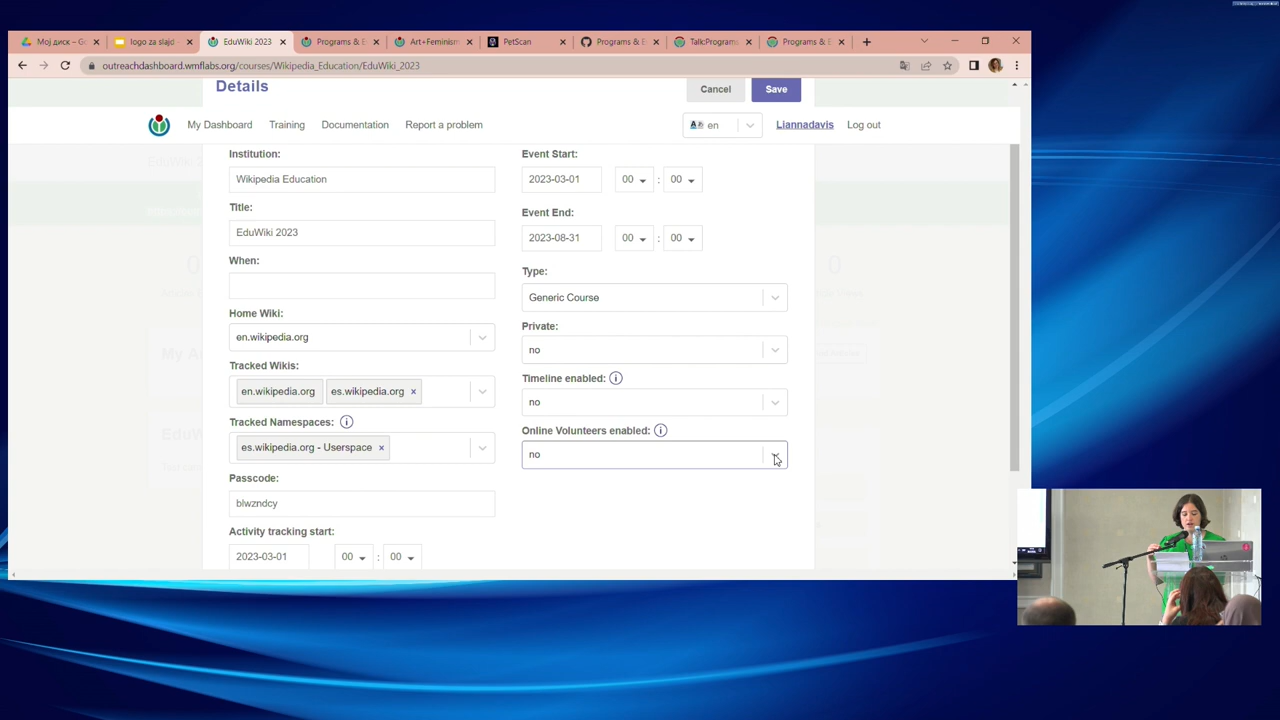 Мој диск – Go
logo za slajd -
EduWiki 2023
Programs & E
Art+Feminism
PetScan
Programs & E
Talk:Programs
Programs & E
outreachdashboard.wmflabs.org/courses/Wikipedia_Education/EduWiki_2023
Details
Cancel
Save
My Dashboard
Training
Documentation
Report a problem
en
Liannadavis
Log out
Institution:
Wikipedia Education
Title:
EduWiki 2023
When:
Home Wiki:
en.wikipedia.org
Tracked Wikis:
en.wikipedia.org
es.wikipedia.org ×
Tracked Namespaces:
es.wikipedia.org - Userspace ×
Passcode:
blwzndcy
Activity tracking start:
2023-03-01 00 : 00
Event Start:
2023-03-01 00 : 00
Event End:
2023-08-31 00 : 00
Type:
Generic Course
Private:
no
Timeline enabled:
no
Online Volunteers enabled:
no